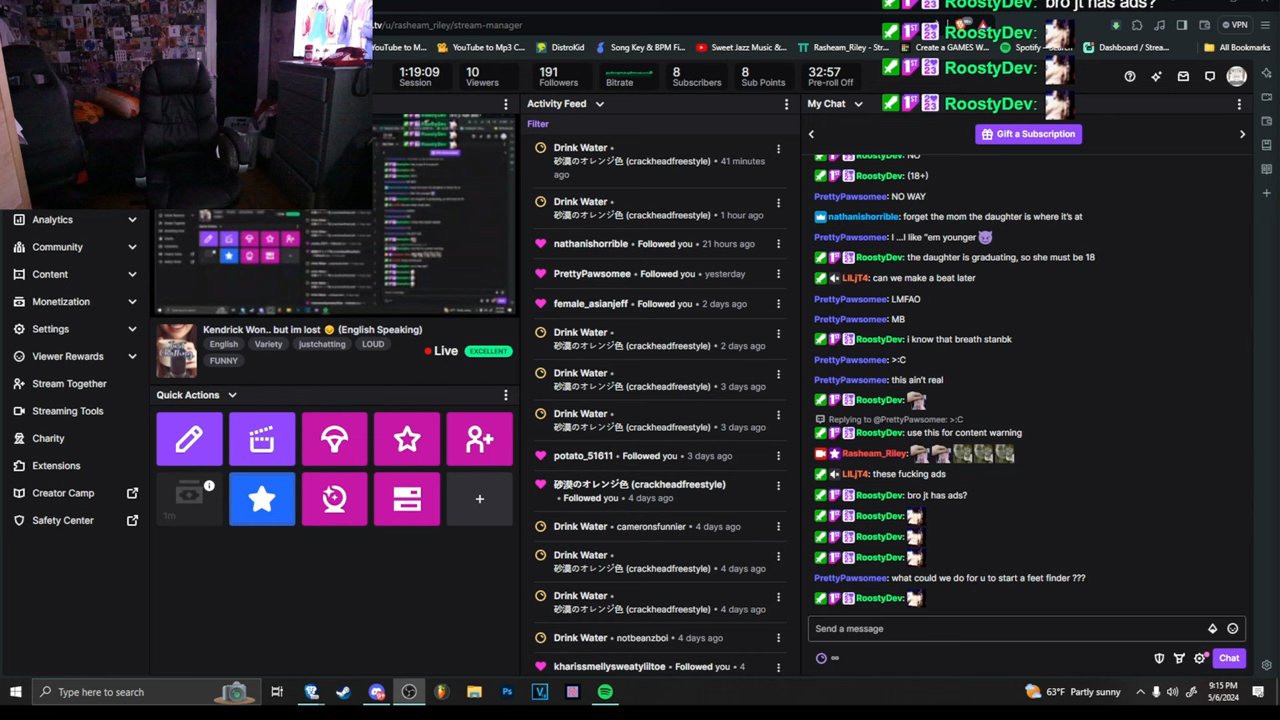 RoostyDev: bro jt has ads?
.tv/u/rasheam_riley/stream-manager
RoostyDev:
VPN
YouTube to M...
YouTube to Mp3 C...
DistroKid
Song Key & BPM Fi...
Sweet Jazz Music...
Rasheam_Riley - Str...
Create a GAMES W...
Spotify
Dashboard / Strea...
All Bookmarks
RoostyDev:
1:19:09
Session
10
Viewers
191
Followers
Bitrate
8
Subscribers
8
Sub Points
32:57
Pre-Roll Off
RoostyDev:
Activity Feed
My Chat
Filter
Gift a Subscription
Drink Water •
砂漠のオレンジ色 (crackheadfreestyle) • 41 minutes
ago
Drink Water •
砂漠のオレンジ色 (crackheadfreestyle) • 1 hour
nathanishorrible • Followed you • 21 hours ago
PrettyPawsomee • Followed you • yesterday
female_asianjeff • Followed you • 2 days ago
Drink Water •
砂漠のオレンジ色 (crackheadfreestyle) • 2 days ago
Drink Water •
砂漠のオレンジ色 (crackheadfreestyle) • 3 days ago
Drink Water •
砂漠のオレンジ色 (crackheadfreestyle) • 3 days ago
potato_51611 • Followed you • 3 days ago
砂漠のオレンジ色 (crackheadfreestyle)
• Followed you • 4 days ago
Drink Water • cameronsfunnier • 4 days ago
Drink Water •
砂漠のオレンジ色 (crackheadfreestyle) • 4 days ago
Drink Water •
砂漠のオレンジ色 (crackheadfreestyle) • 4 days ago
Drink Water • notbeanzboi • 4 days ago
kharissmellysweatyliltoe • Followed you • 4
RoostyDev: NO
RoostyDev: (18+)
PrettyPawsomee: NO WAY
nathanishorrible: forget the mom the daughter is where it's at
PrettyPawsomee: I ...I like "em younger 😈
RoostyDev: the daughter is graduating, so she must be 18
LILjT4: can we make a beat later
PrettyPawsomee: LMFAO
PrettyPawsomee: MB
RoostyDev: i know that breath stanbk
PrettyPawsomee: >:C
PrettyPawsomee: this ain't real
RoostyDev:
Replying to @PrettyPawsomee: >:C
RoostyDev: use this for content warning
Rasheam_Riley:
LILjT4: these fucking ads
RoostyDev: bro jt has ads?
RoostyDev:
RoostyDev:
RoostyDev:
PrettyPawsomee: what could we do for u to start a feet finder ???
RoostyDev:
Send a message
Chat
Analytics
Community
Content
Monetization
Settings
Viewer Rewards
Stream Together
Streaming Tools
Charity
Extensions
Creator Camp
Safety Center
Kendrick Won.. but im lost 😞 (English Speaking)
English
Variety
justchatting
LOUD
FUNNY
Live
EXCELLENT
Quick Actions
1m
Type here to search
63°F Partly sunny
9:15 PM
5/6/2024